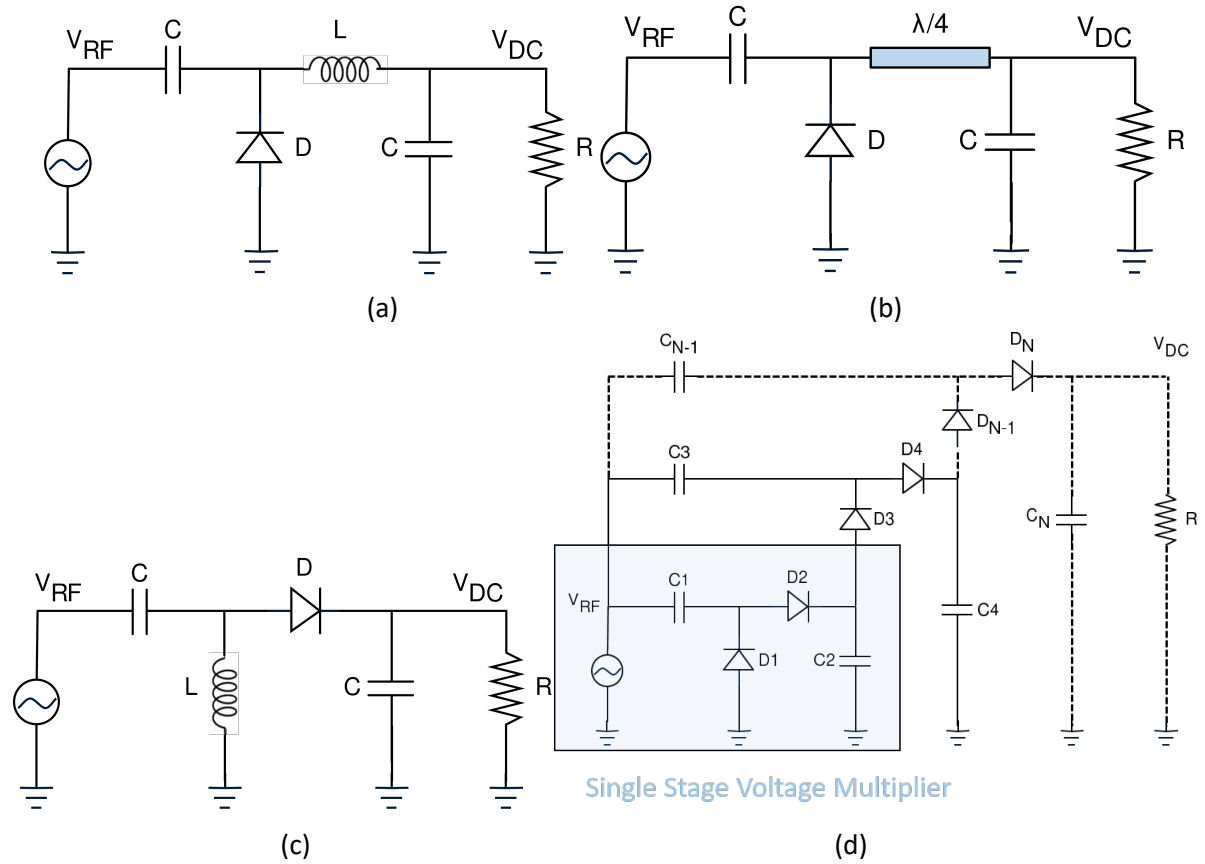 V_RF C L V_DC
D C R
(a)
V_RF C λ/4 V_DC
D C R
(b)
V_RF C D V_DC
L C R
(c)
C_N-1 D_N V_DC
D_N-1
C3 D4
D3 C_N R
V_RF C1 D2
D1 C2 C4
Single Stage Voltage Multiplier
(d)